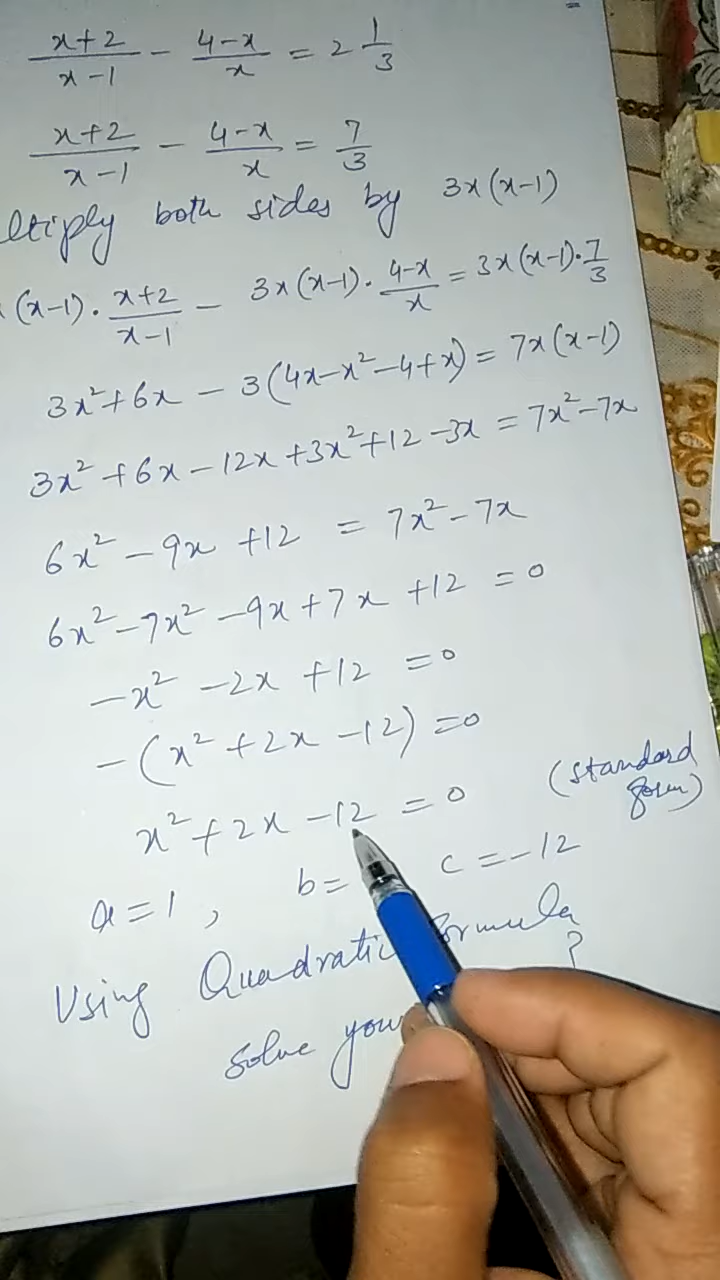 x+2/x-1 - 4-x/x = 2 1/3
x+2/x-1 - 4-x/x = 7/3
ltiply both sides by 3x(x-1)
(x-1) · x+2/x-1 - 3x(x-1) · 4-x/x = 3x(x-1) · 7/3
3x²+6x - 3(4x-x²-4+x) = 7x(x-1)
3x² +6x -12x +3x²+12 -3x = 7x²-7x
6x² -9x +12 = 7x²-7x
6x²-7x² -9x+7x +12 =0
-x² -2x +12 =0
-(x²+2x-12)=0
x²+2x-12=0 (standard form)
a=1, b= c=-12
Using Quadratic formula
solve you ?